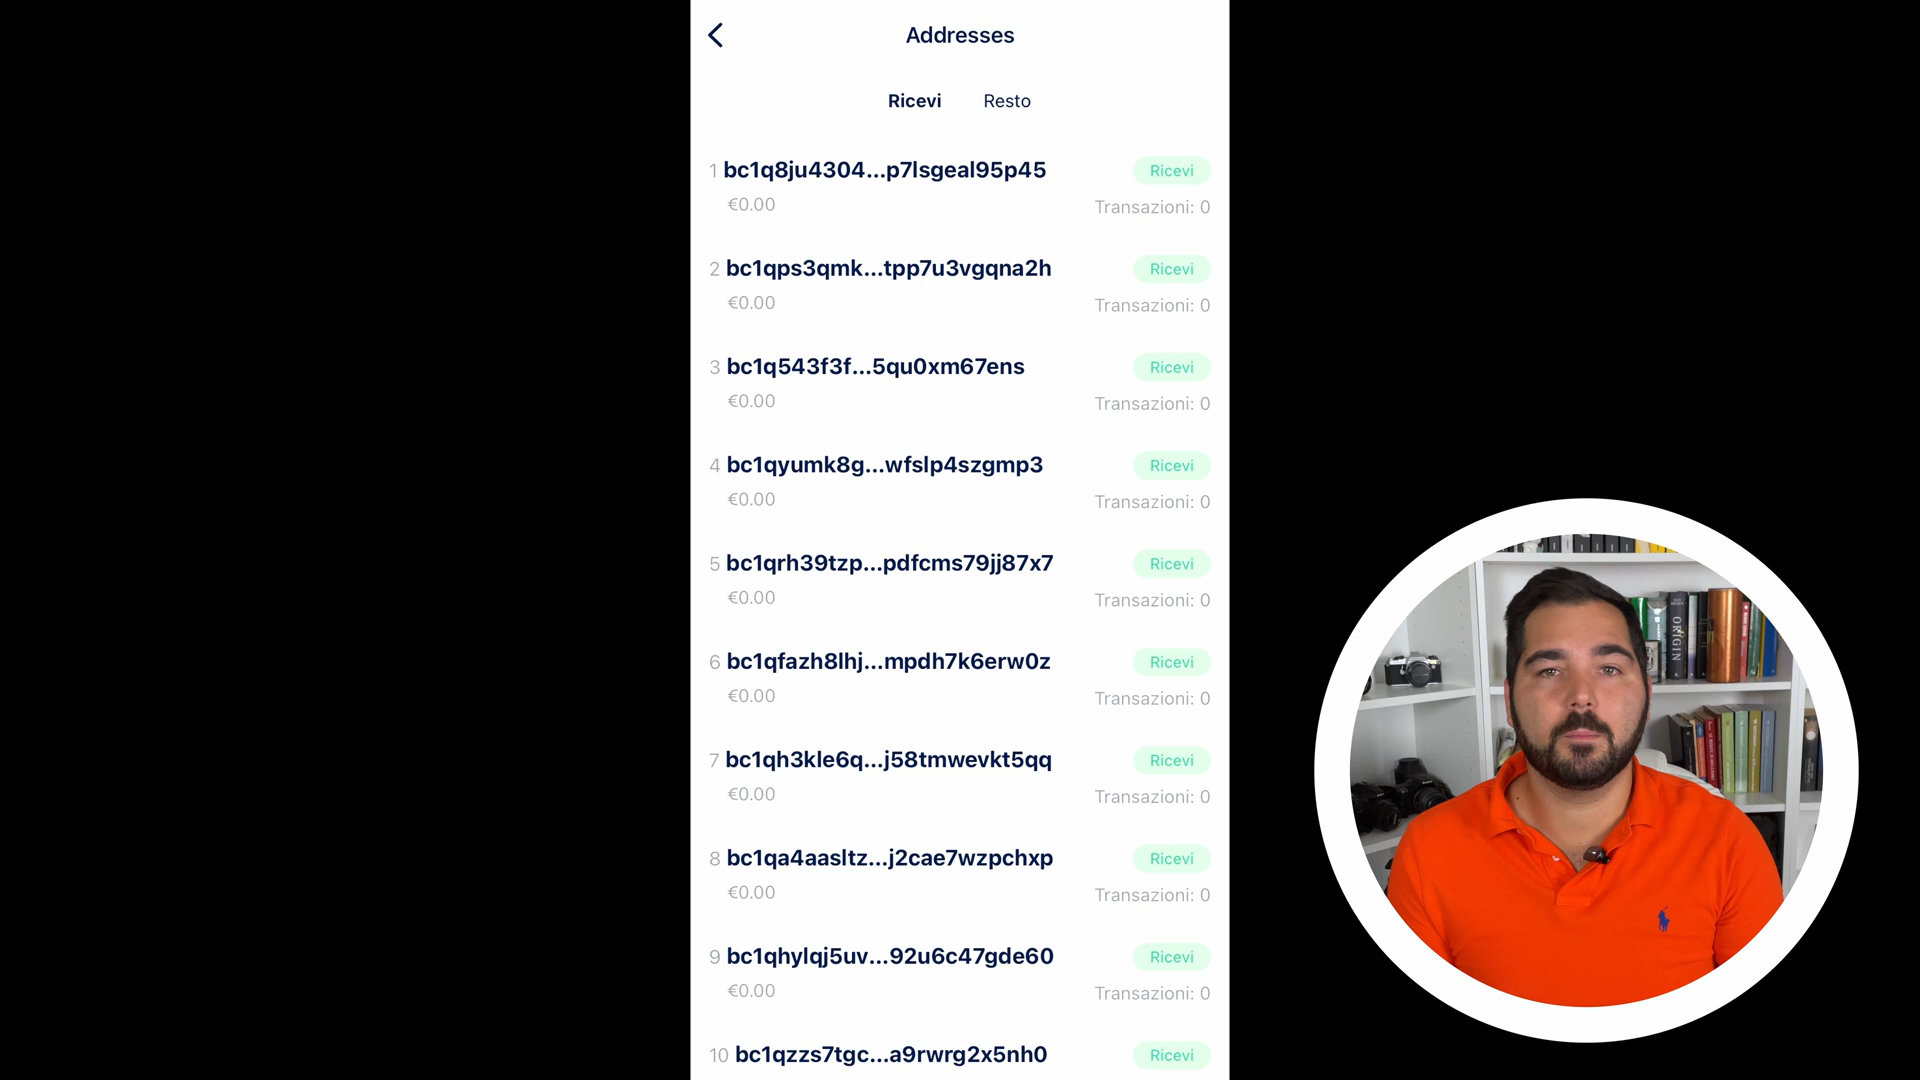 Addresses
Ricevi Resto
1 bc1q8ju4304...p7lsgeal95p45 Ricevi
€0.00 Transazioni: 0
2 bc1qps3qmk...tpp7u3vgqna2h Ricevi
€0.00 Transazioni: 0
3 bc1q543f3f...5qu0xm67ens Ricevi
€0.00 Transazioni: 0
4 bc1qyumk8g...wfslp4szgmp3 Ricevi
€0.00 Transazioni: 0
5 bc1qrh39tzp...pdfcms79jj87x7 Ricevi
€0.00 Transazioni: 0
6 bc1qfazh8lhj...mpdh7k6erw0z Ricevi
€0.00 Transazioni: 0
7 bc1qh3kle6q...j58tmwevkt5qq Ricevi
€0.00 Transazioni: 0
8 bc1qa4aasltz...j2cae7wzpchxp Ricevi
€0.00 Transazioni: 0
9 bc1qhylqj5uv...92u6c47gde60 Ricevi
€0.00 Transazioni: 0
10 bc1qzzs7tgc...a9rwrg2x5nh0 Ricevi
ORIGIN